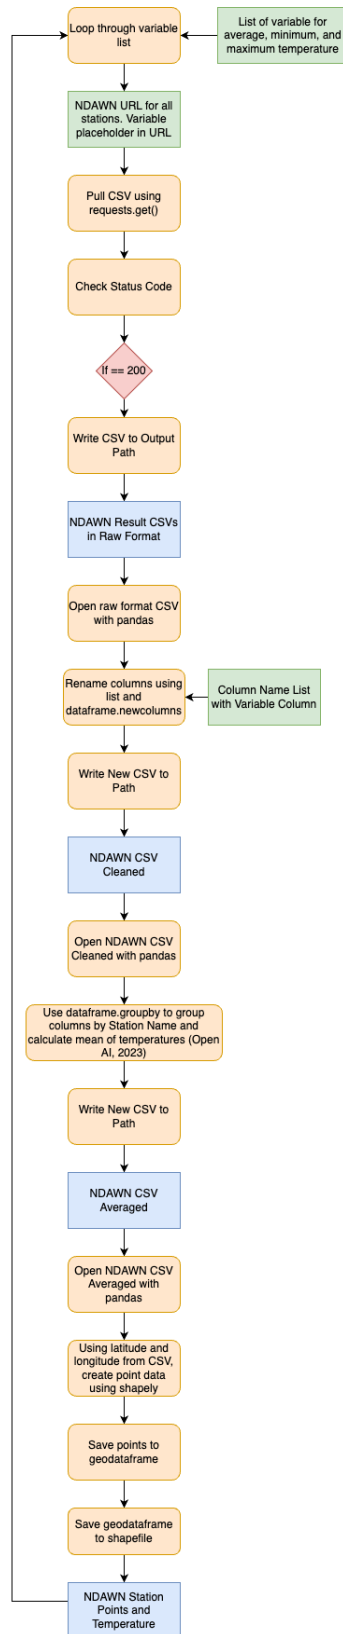 Loop through variable
list
List of variable for
average, minimum, and
maximum temperature
NDAWN URL for all
stations. Variable
placeholder in URL
Pull CSV using
requests.get()
Check Status Code
If == 200
Write CSV to Output
Path
NDAWN Result CSVs
in Raw Format
Open raw format CSV
with pandas
Rename columns using
list and
dataframe.newcolumns
Column Name List
with Variable Column
Write New CSV to
Path
NDAWN CSV
Cleaned
Open NDAWN CSV
Cleaned with pandas
Use dataframe.groupby to group
columns by Station Name and
calculate mean of temperatures (Open
AI, 2023)
Write New CSV to
Path
NDAWN CSV
Averaged
Open NDAWN CSV
Averaged with
pandas
Using latitude and
longitude from CSV,
create point data
using shapely
Save points to
geodataframe
Save geodataframe
to shapefile
NDAWN Station
Points and
Temperature